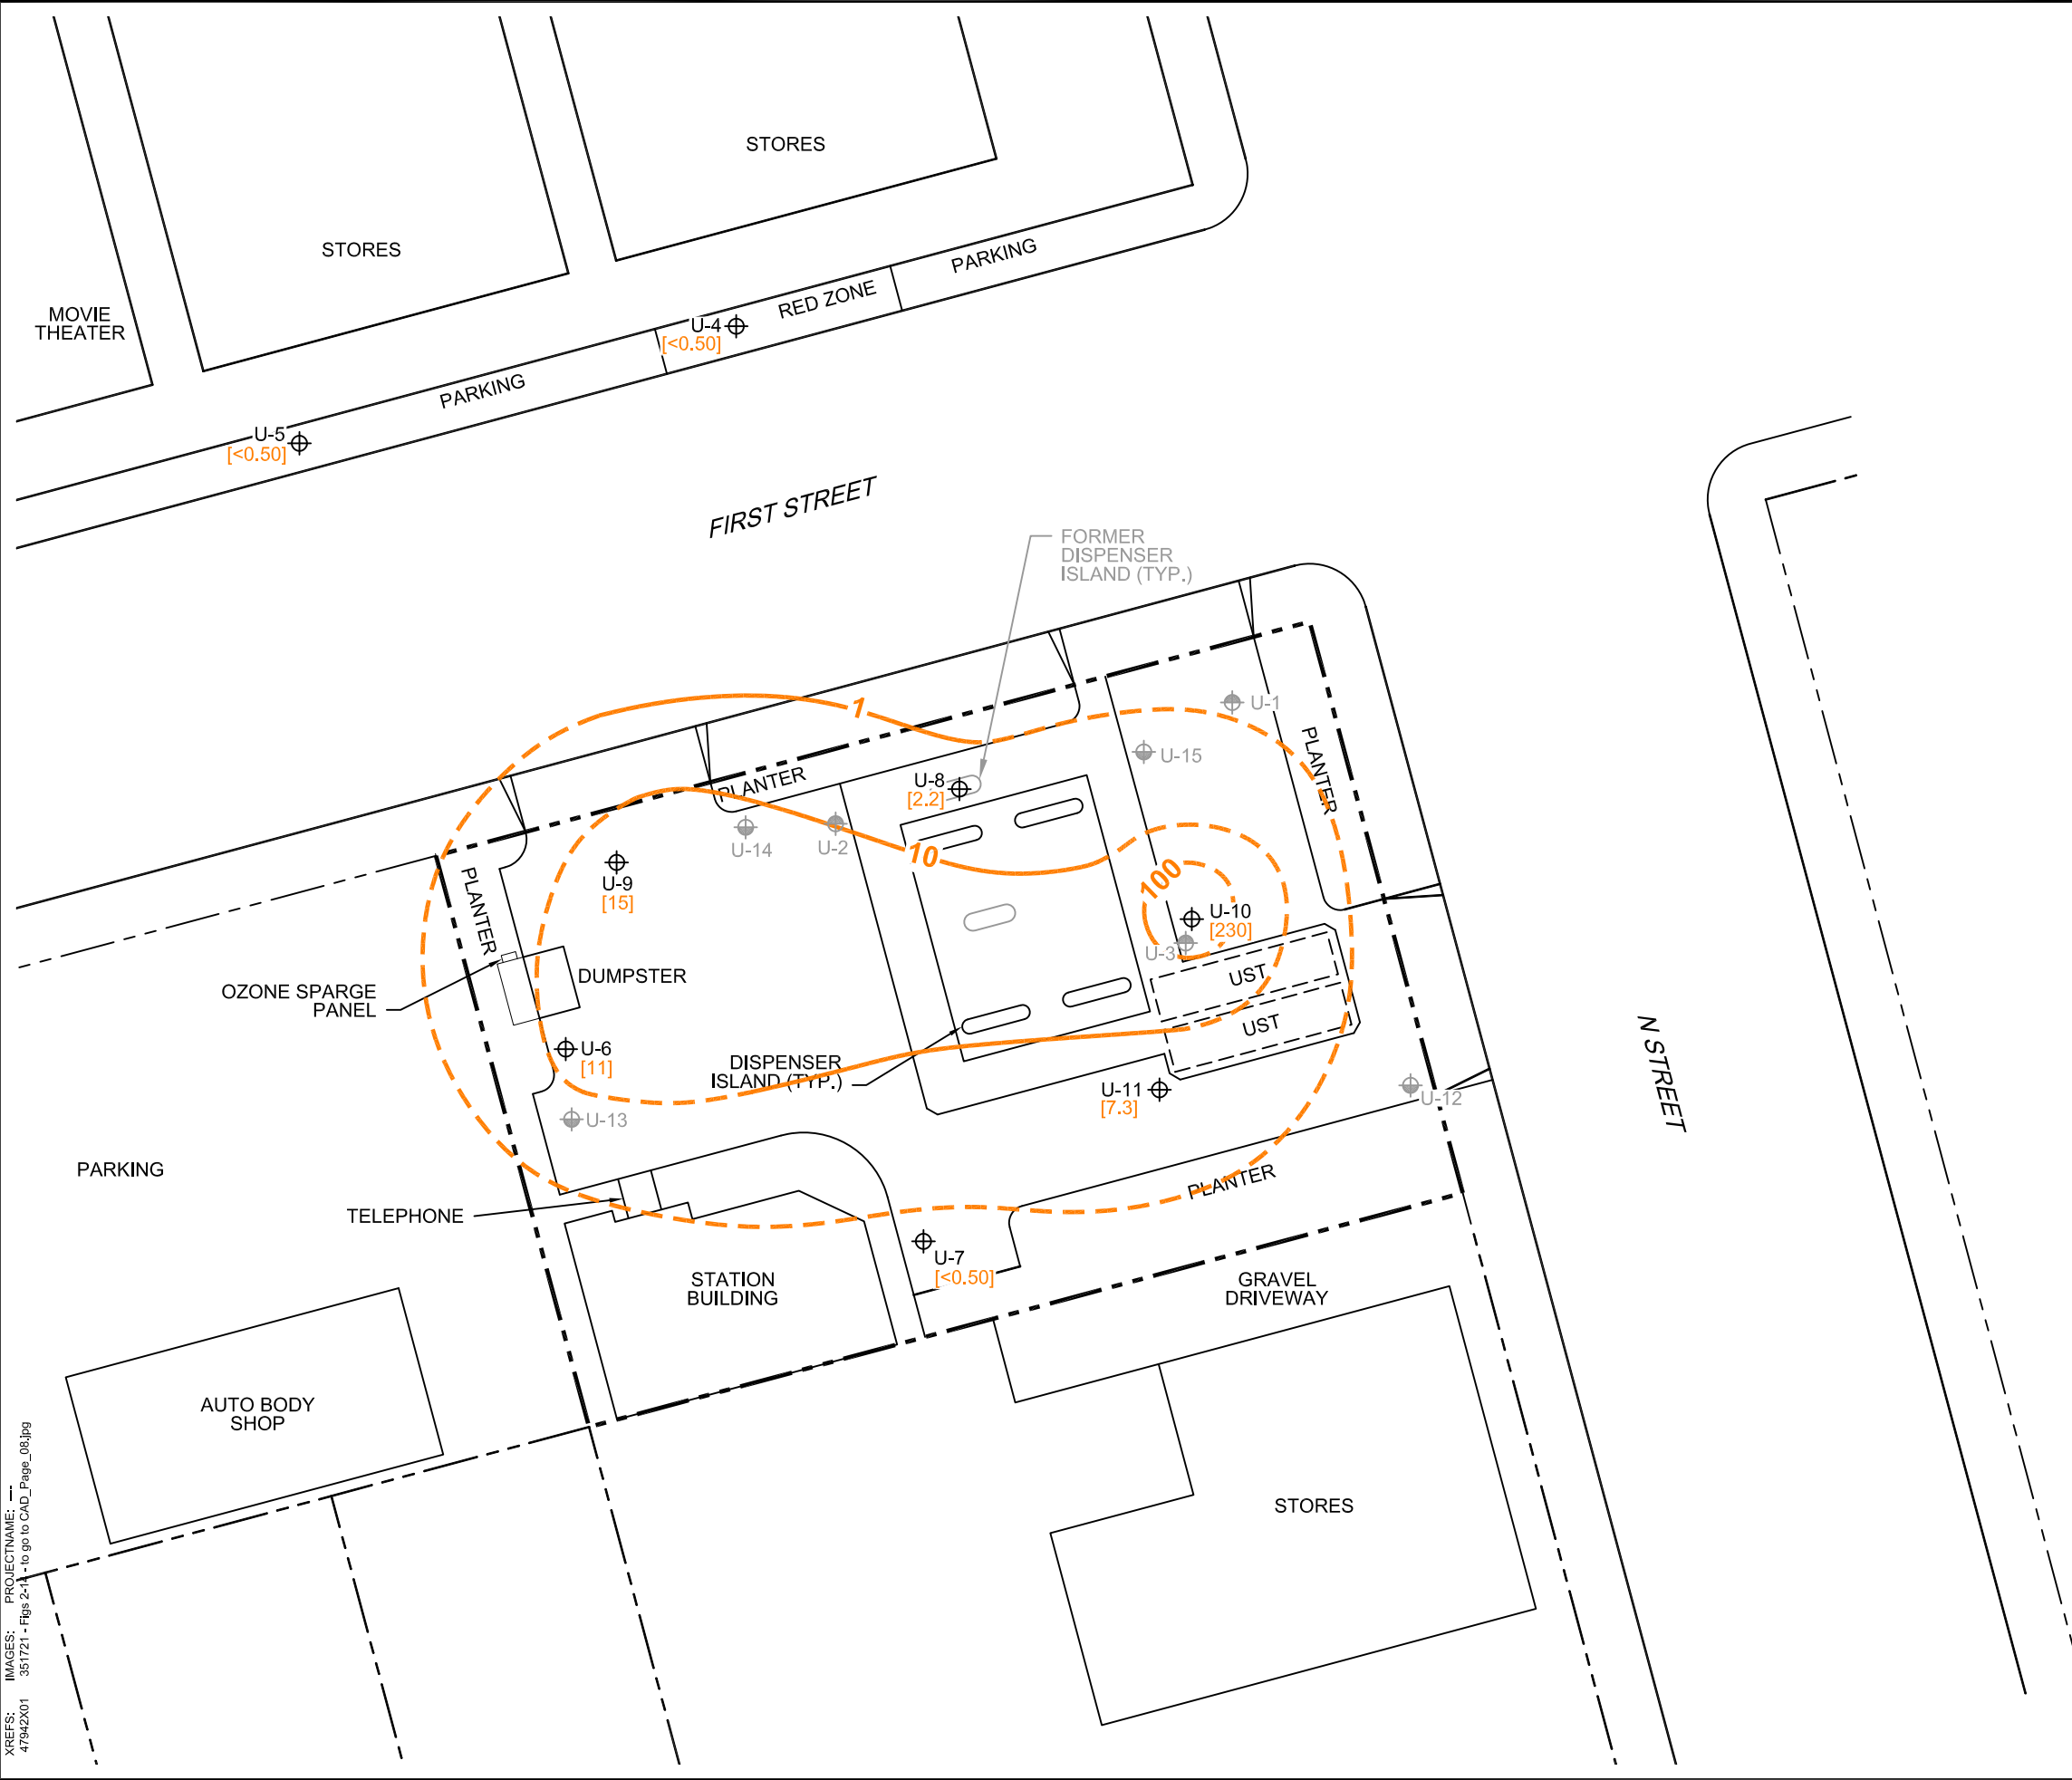 STORES
STORES
MOVIE
THEATER
PARKING
RED ZONE
U-4
[<0.50]
PARKING
U-5
[<0.50]
FIRST STREET
FORMER
DISPENSER
ISLAND (TYP.)
1
U-1
U-15
PLANTER
PLANTER
U-8
[2.2]
U-14
U-2
10
U-9
[15]
PLANTER
100
U-10
[230]
U-3
UST
UST
DUMPSTER
OZONE SPARGE
PANEL
U-6
[11]
DISPENSER
ISLAND (TYP.)
U-11
[7.3]
U-12
U-13
N STREET
PARKING
TELEPHONE
PLANTER
U-7
[<0.50]
STATION
BUILDING
GRAVEL
DRIVEWAY
AUTO BODY
SHOP
STORES
XREFS: IMAGES: PROJECTNAME: ----
47942X01 351721 - Figs 2-14 - to go to CAD_Page_08.jpg